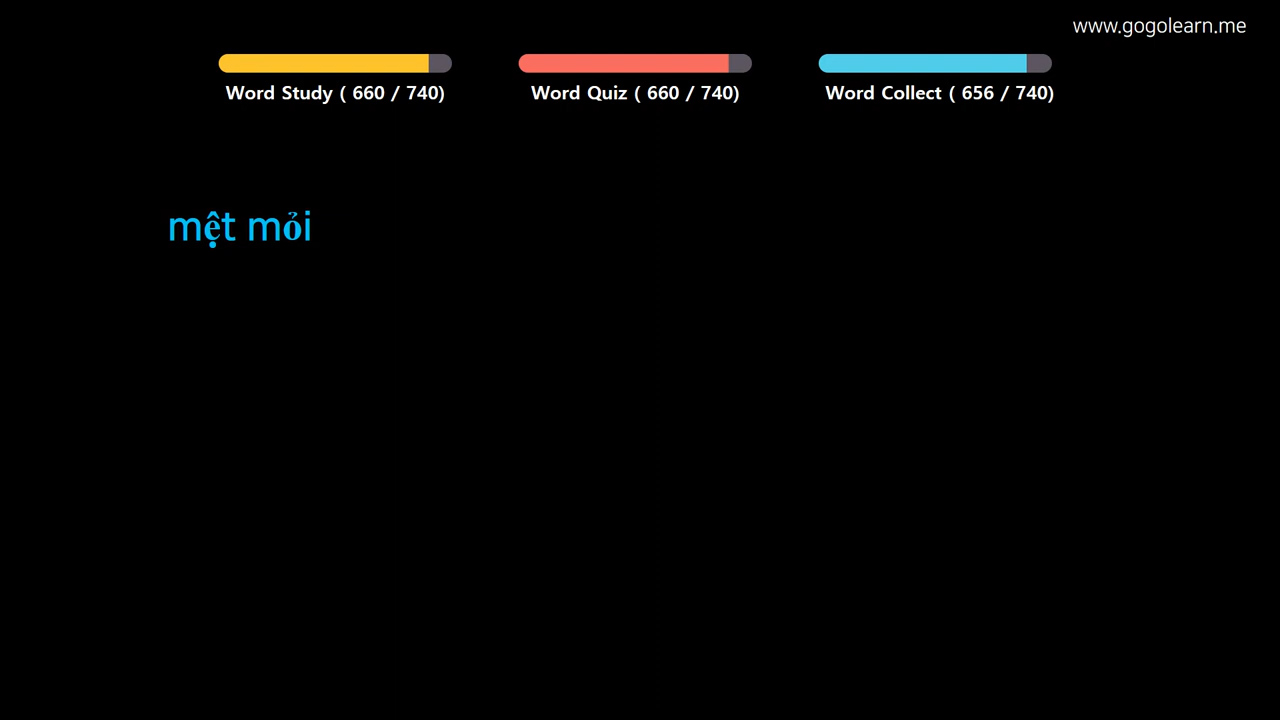 www.gogolearn.me
Word Study ( 660 / 740)
Word Quiz ( 660 / 740)
Word Collect ( 656 / 740)
mệt mỏi